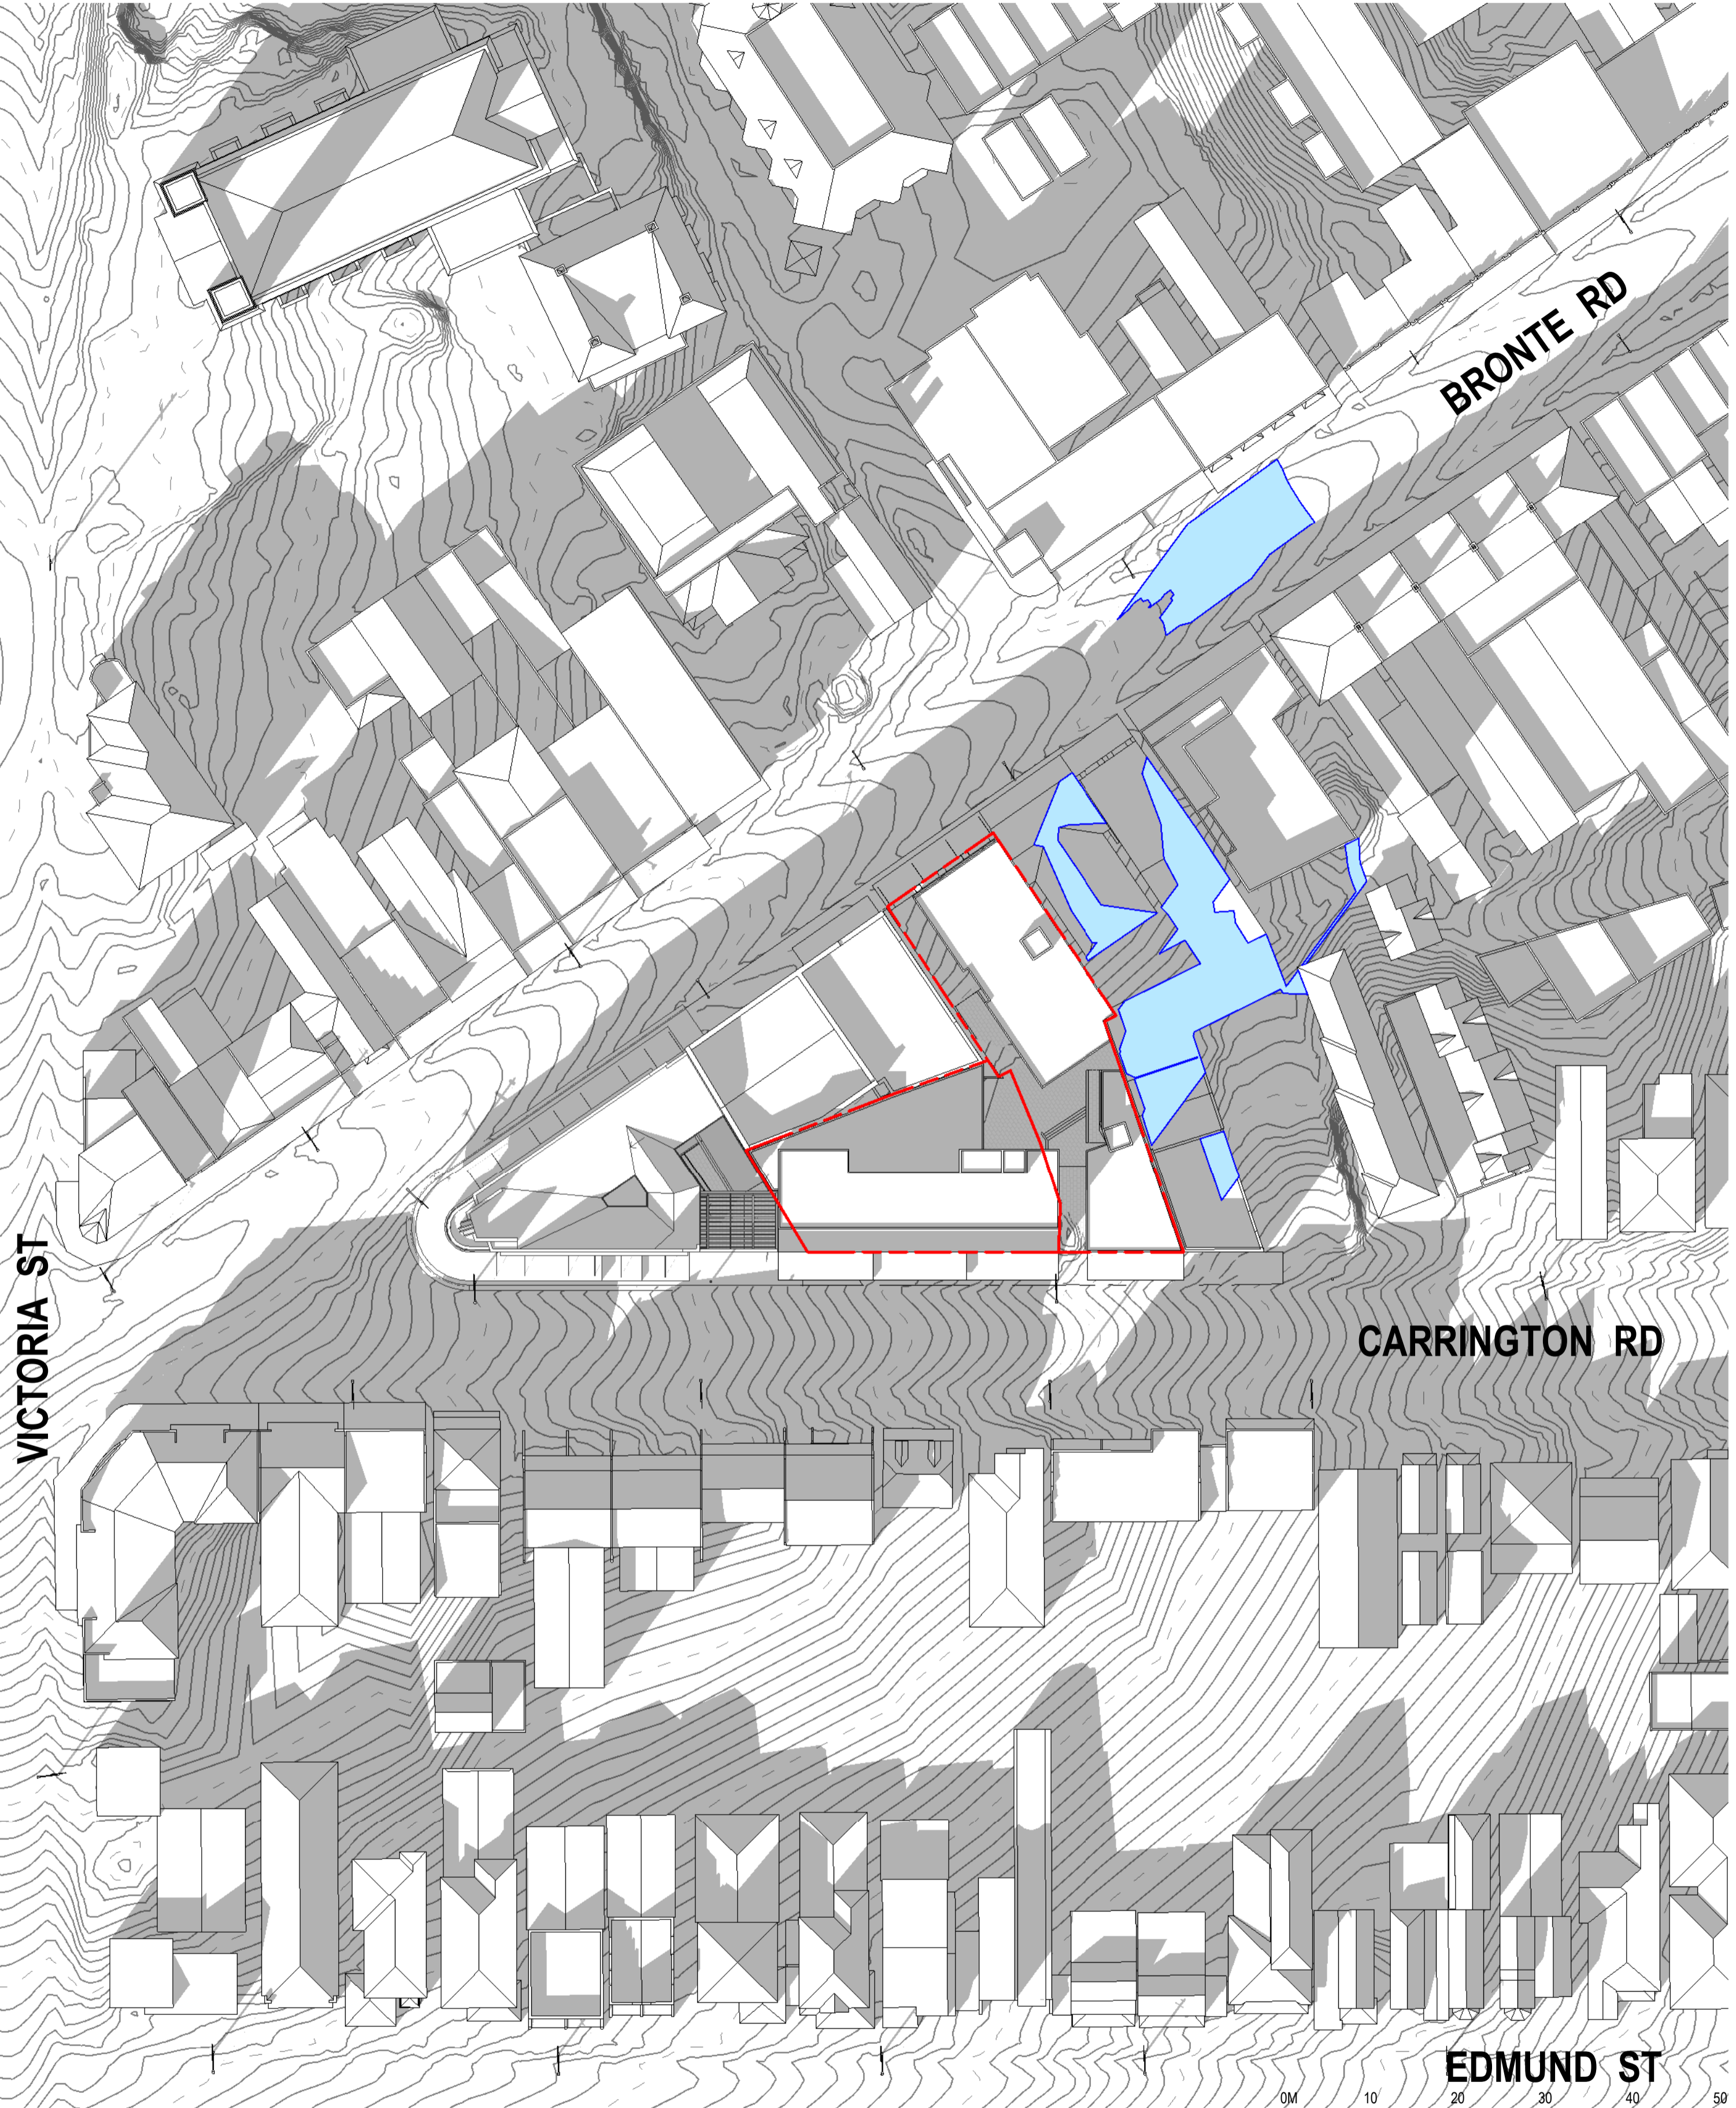 BRONTE RD
VICTORIA ST
CARRINGTON RD
EDMUND ST
0M 10 20 30 40 50